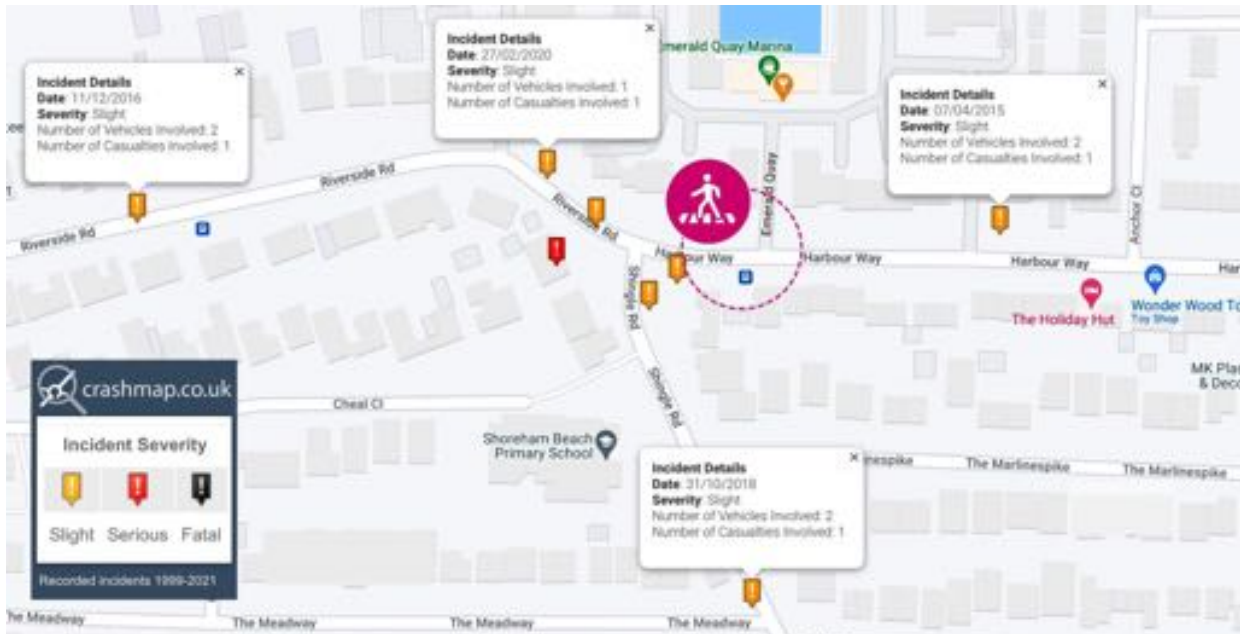 Incident Details
Date: 11/12/2016
Severity: Slight
Number of Vehicles Involved: 2
Number of Casualties Involved: 1
Incident Details
Date: 27/02/2020
Severity: Slight
Number of Vehicles Involved: 1
Number of Casualties Involved: 1
Emerald Quay Marina
Incident Details
Date: 07/04/2015
Severity: Slight
Number of Vehicles Involved: 2
Number of Casualties Involved: 1
Riverside Rd
Riverside Rd
Riverside Rd
Emerald Quay
Anchor Cl
Harbour Way
Harbour Way
Harbour Way
Har
Shingle Rd
The Holiday Hut
Wonder Wood To
Toy Shop
MK Pla
& Deco
crashmap.co.uk
Incident Severity
Slight Serious Fatal
Recorded incidents 1999-2021
Cheal Cl
Shingle Rd
Shoreham Beach
Primary School
Incident Details
Date: 31/10/2018
Severity: Slight
Number of Vehicles Involved: 2
Number of Casualties Involved: 1
nespike
The Marlinespike
The Marlinespike
The Meadway
The Meadway
The Meadway
The Meadway